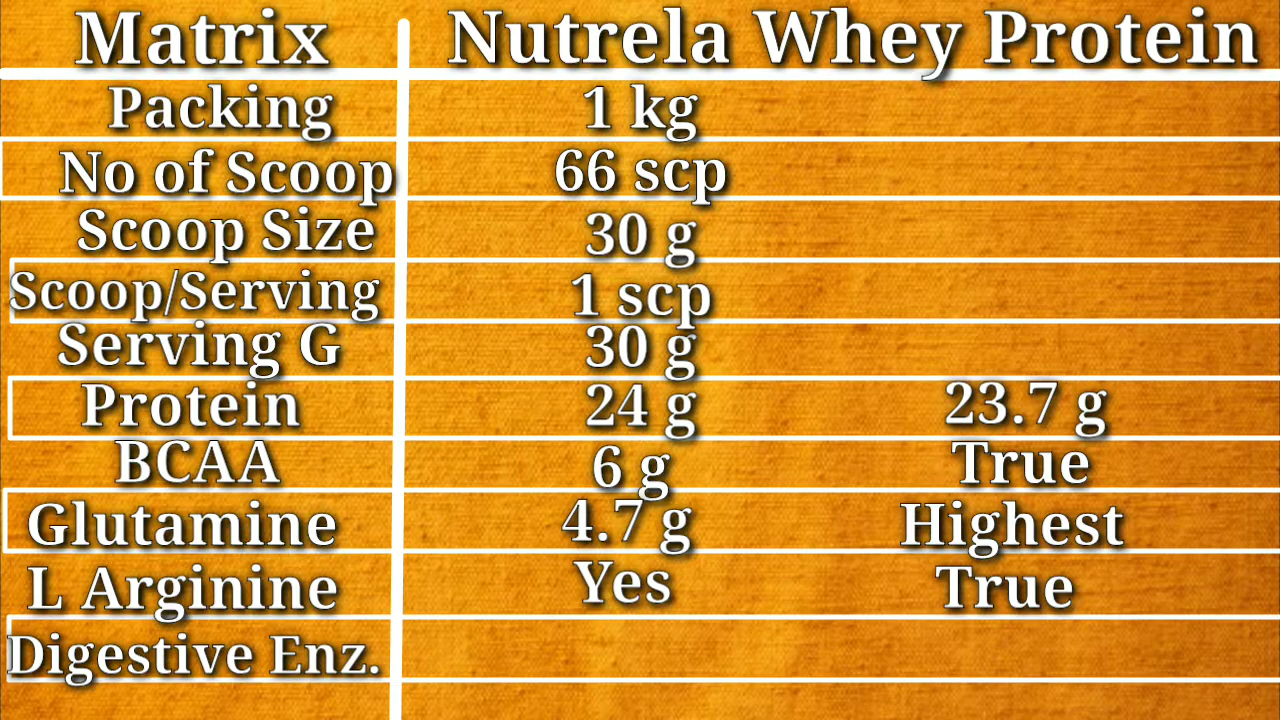 Matrix Nutrela Whey Protein
Packing 1 kg
No of Scoop 66 scp
Scoop Size 30 g
Scoop/Serving 1 scp
Serving G 30 g
Protein 24 g 23.7 g
BCAA 6 g True
Glutamine 4.7 g Highest
L Arginine Yes True
Digestive Enz.